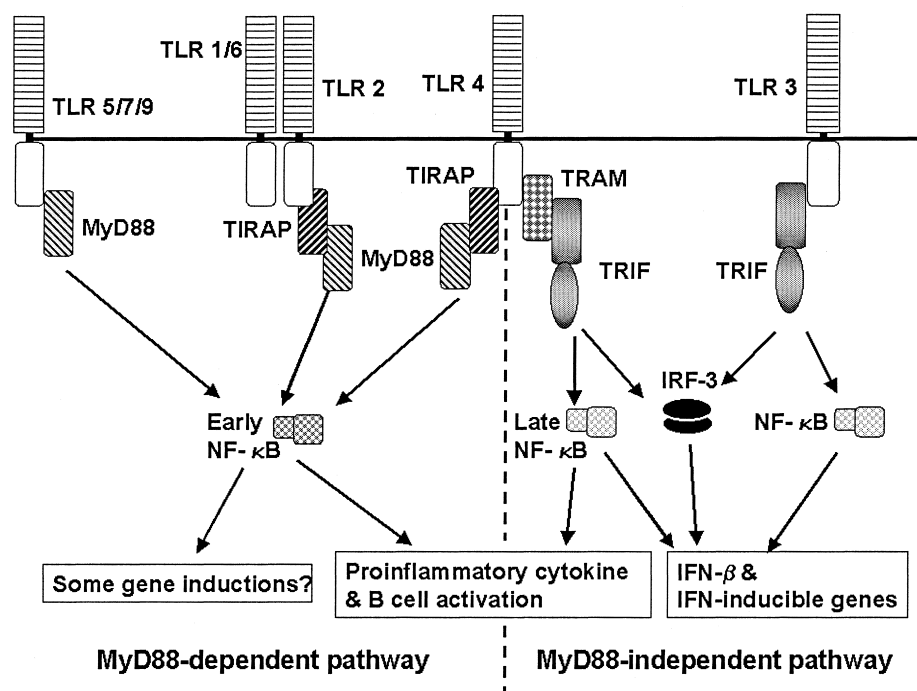 TLR 1/6
TLR 5/7/9
TLR 2
TLR 4
TLR 3
TIRAP
TRAM
MyD88
TIRAP
MyD88
TRIF
TRIF
IRF-3
Early
NF- κB
Late
NF- κB
NF- κB
Some gene inductions?
Proinflammatory cytokine
& B cell activation
IFN-β &
IFN-inducible genes
MyD88-dependent pathway
MyD88-independent pathway